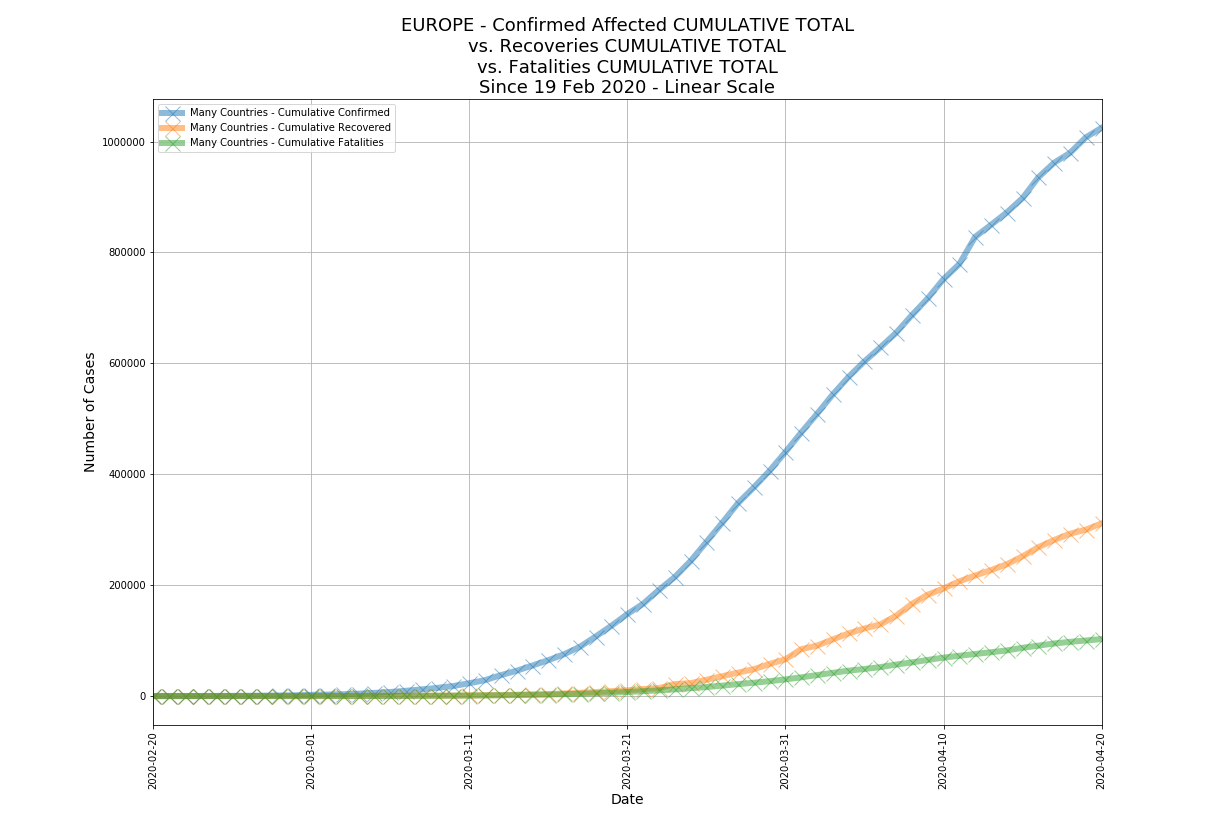 EUROPE - Confirmed Affected CUMULATIVE TOTAL
vs. Recoveries CUMULATIVE TOTAL
vs. Fatalities CUMULATIVE TOTAL
Since 19 Feb 2020 - Linear Scale
Many Countries - Cumulative Confirmed
Many Countries - Cumulative Recovered
Many Countries - Cumulative Fatalities
Number of Cases
1000000
800000
600000
400000
200000
0
2020-02-20
2020-03-01
2020-03-11
2020-03-21
2020-03-31
2020-04-10
2020-04-20
Date